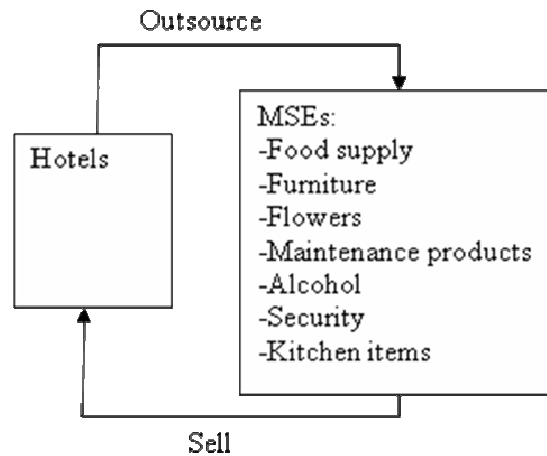 Outsource
Hotels
MSEs:
-Food supply
-Furniture
-Flowers
-Maintenance products
-Alcohol
-Security
-Kitchen items
Sell